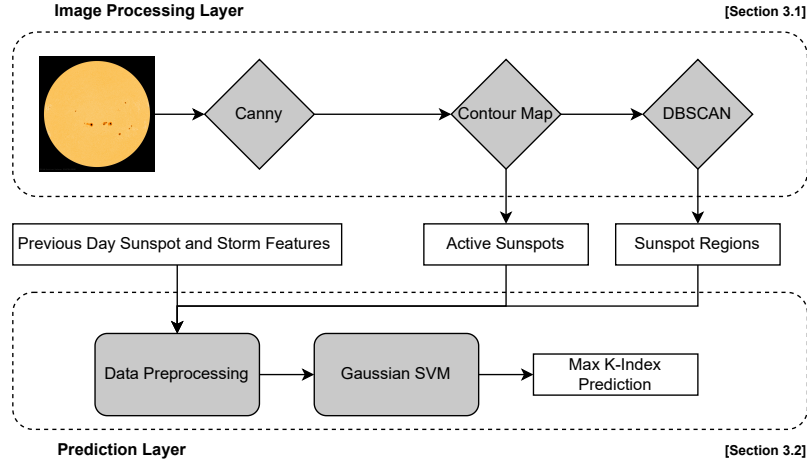 Image Processing Layer
[Section 3.1]
Canny
Contour Map
DBSCAN
Previous Day Sunspot and Storm Features
Active Sunspots
Sunspot Regions
Data Preprocessing
Gaussian SVM
Max K-Index
Prediction
Prediction Layer
[Section 3.2]